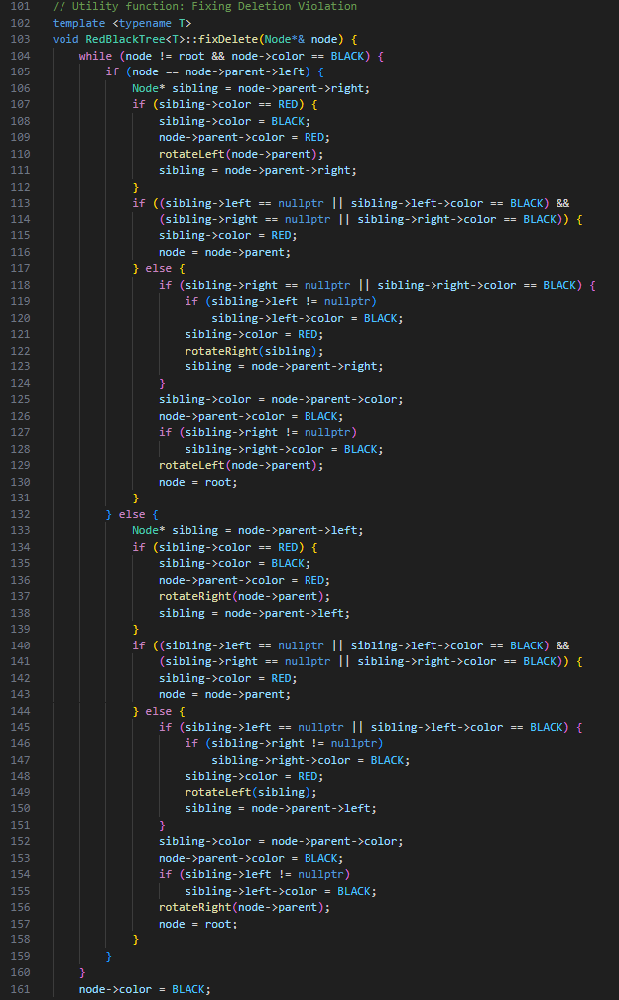 101 // Utility function: Fixing Deletion Violation
102 template <typename T>
103 void RedBlackTree<T>::fixDelete(Node*& node) {
104     while (node != root && node->color == BLACK) {
105         if (node == node->parent->left) {
106             Node* sibling = node->parent->right;
107             if (sibling->color == RED) {
108                 sibling->color = BLACK;
109                 node->parent->color = RED;
110                 rotateLeft(node->parent);
111                 sibling = node->parent->right;
112             }
113             if ((sibling->left == nullptr || sibling->left->color == BLACK) &&
114                 (sibling->right == nullptr || sibling->right->color == BLACK)) {
115                 sibling->color = RED;
116                 node = node->parent;
117             } else {
118                 if (sibling->right == nullptr || sibling->right->color == BLACK) {
119                     if (sibling->left != nullptr)
120                         sibling->left->color = BLACK;
121                     sibling->color = RED;
122                     rotateRight(sibling);
123                     sibling = node->parent->right;
124                 }
125                 sibling->color = node->parent->color;
126                 node->parent->color = BLACK;
127                 if (sibling->right != nullptr)
128                     sibling->right->color = BLACK;
129                 rotateLeft(node->parent);
130                 node = root;
131             }
132         } else {
133             Node* sibling = node->parent->left;
134             if (sibling->color == RED) {
135                 sibling->color = BLACK;
136                 node->parent->color = RED;
137                 rotateRight(node->parent);
138                 sibling = node->parent->left;
139             }
140             if ((sibling->left == nullptr || sibling->left->color == BLACK) &&
141                 (sibling->right == nullptr || sibling->right->color == BLACK)) {
142                 sibling->color = RED;
143                 node = node->parent;
144             } else {
145                 if (sibling->left == nullptr || sibling->left->color == BLACK) {
146                     if (sibling->right != nullptr)
147                         sibling->right->color = BLACK;
148                     sibling->color = RED;
149                     rotateLeft(sibling);
150                     sibling = node->parent->left;
151                 }
152                 sibling->color = node->parent->color;
153                 node->parent->color = BLACK;
154                 if (sibling->left != nullptr)
155                     sibling->left->color = BLACK;
156                 rotateRight(node->parent);
157                 node = root;
158             }
159         }
160     }
161     node->color = BLACK;